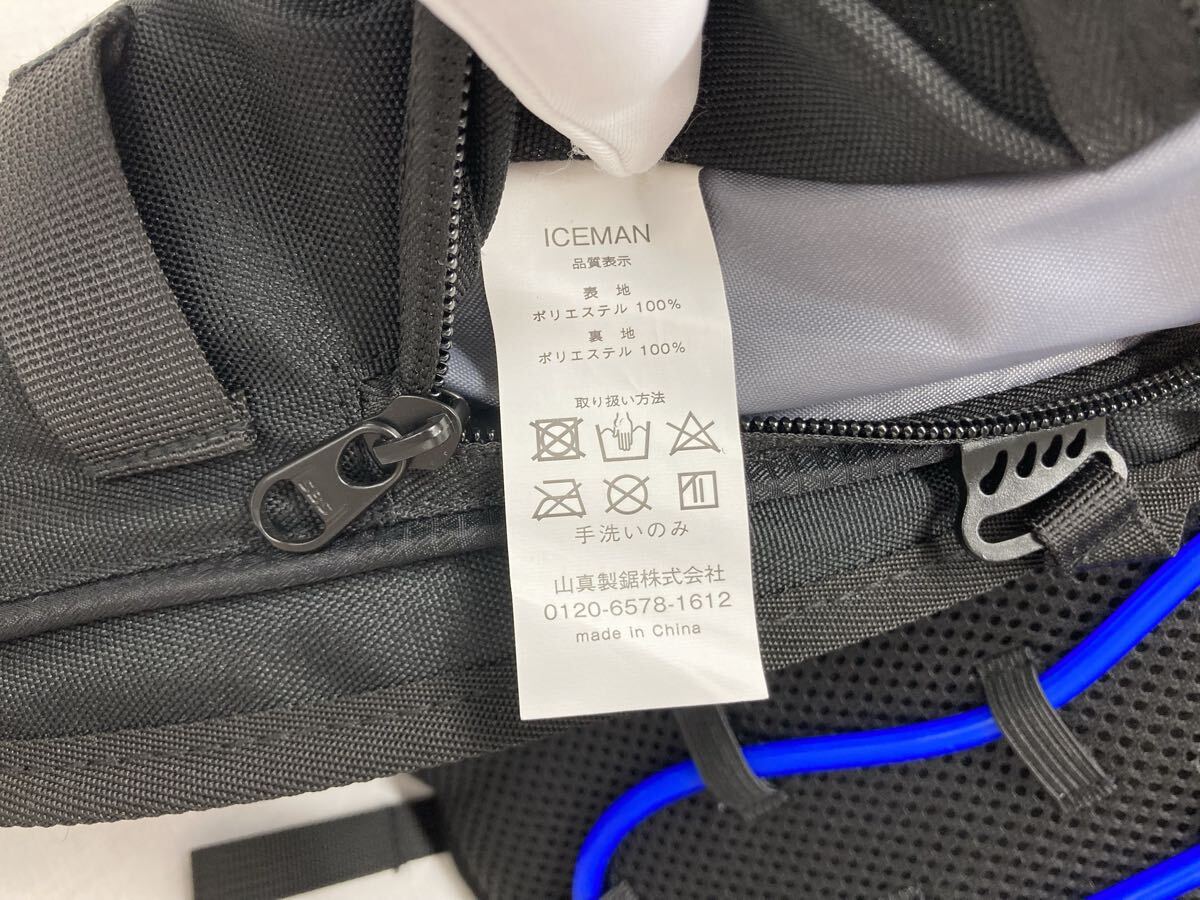 ICEMAN
品質表示
表 地
ポリエステル 100%
裏 地
ポリエステル 100%
取り扱い方法
手洗いのみ
山真製鋸株式会社
0120-6578-1612
made in China